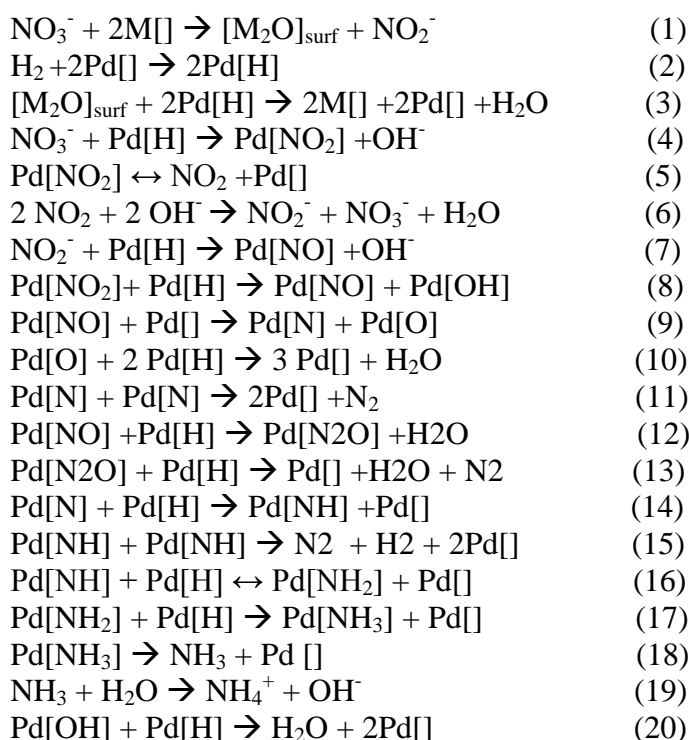 NO₃⁻ + 2M[] → [M₂O]surf + NO₂⁻ (1)
H₂ +2Pd[] → 2Pd[H] (2)
[M₂O]surf + 2Pd[H] → 2M[] +2Pd[] +H₂O (3)
NO₃⁻ + Pd[H] → Pd[NO₂] +OH⁻ (4)
Pd[NO₂] ↔ NO₂ +Pd[] (5)
2 NO₂ + 2 OH⁻ → NO₂⁻ + NO₃⁻ + H₂O (6)
NO₂⁻ + Pd[H] → Pd[NO] +OH⁻ (7)
Pd[NO₂]+ Pd[H] → Pd[NO] + Pd[OH] (8)
Pd[NO] + Pd[] → Pd[N] + Pd[O] (9)
Pd[O] + 2 Pd[H] → 3 Pd[] + H₂O (10)
Pd[N] + Pd[N] → 2Pd[] +N₂ (11)
Pd[NO] +Pd[H] → Pd[N2O] +H2O (12)
Pd[N2O] + Pd[H] → Pd[] +H2O + N2 (13)
Pd[N] + Pd[H] → Pd[NH] +Pd[] (14)
Pd[NH] + Pd[NH] → N2 + H2 + 2Pd[] (15)
Pd[NH] + Pd[H] ↔ Pd[NH₂] + Pd[] (16)
Pd[NH₂] + Pd[H] → Pd[NH₃] + Pd[] (17)
Pd[NH₃] → NH₃ + Pd [] (18)
NH₃ + H₂O → NH₄⁺ + OH⁻ (19)
Pd[OH] + Pd[H] → H₂O + 2Pd[] (20)